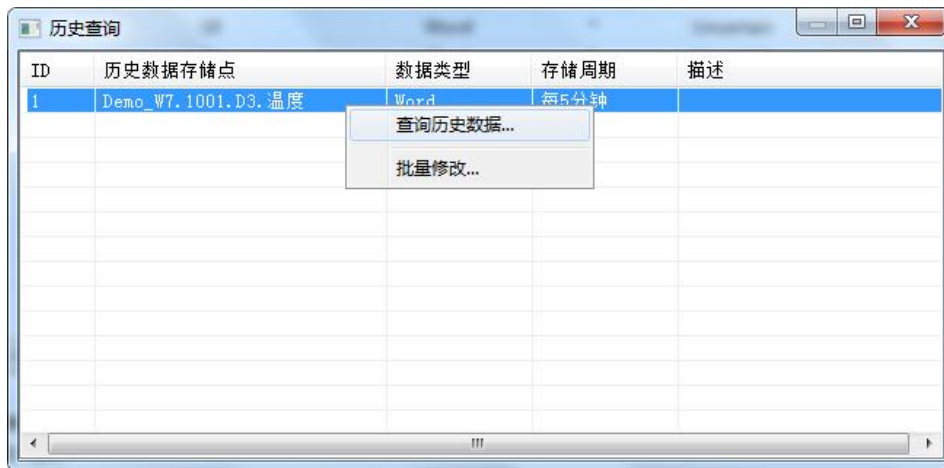 历史查询
ID 历史数据存储点 数据类型 存储周期 描述
1 Demo_W7.1001.D3.温度 Word 每5分钟
查询历史数据...
批量修改...